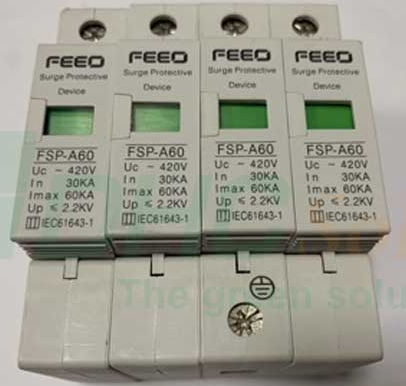 FEEO
Surge Protective
Device
FSP-A60
Uc ~ 420V
In 30KA
Imax 60KA
Up ≤ 2.2KV
IEC61643-1
FEEO
Surge Protective
Device
FSP-A60
Uc ~ 420V
In 30KA
Imax 60KA
Up ≤ 2.2KV
IEC61643-1
FEEO
Surge Protective
Device
FSP-A60
Uc ~ 420V
In 30KA
Imax 60KA
Up ≤ 2.2KV
IEC61643-1
FEEO
Surge Protective
Device
FSP-A60
Uc ~ 420V
In 30KA
Imax 60KA
Up ≤ 2.2KV
IEC61643-1
The green solu